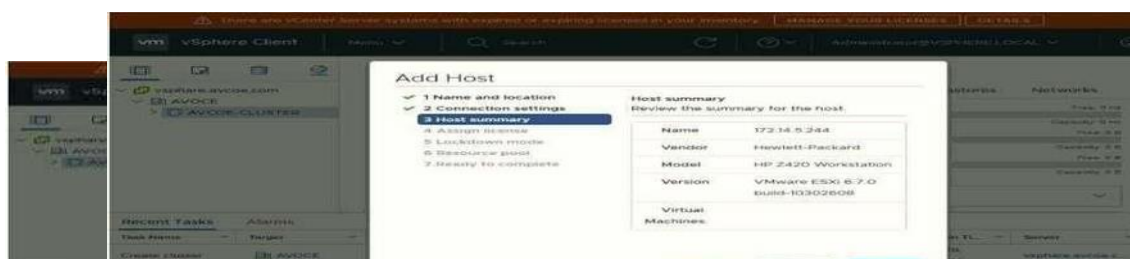 There are vCenter Server systems with expired or expiring licenses in your inventory. MANAGE YOUR LICENSES DETAILS
vm vSphere Client Menu Search Administrator@VSPHERE.LOCAL
vsphare.avcoe.com
AVOCE
AVCOE-CLUSTER
Add Host
1 Name and location
2 Connection settings
3 Host summary
4 Assign license
5 Lockdown mode
6 Resource pool
7 Ready to complete
Host summary
Review the summary for the host
Name 172.14.5.244
Vendor Hewlett-Packard
Model HP Z420 Workstation
Version VMware ESXi 6.7.0
build-10302608
Virtual
Machines
Networks
Recent Tasks Alarms
Task Name Target Server
Create cluster AVOCE
vm